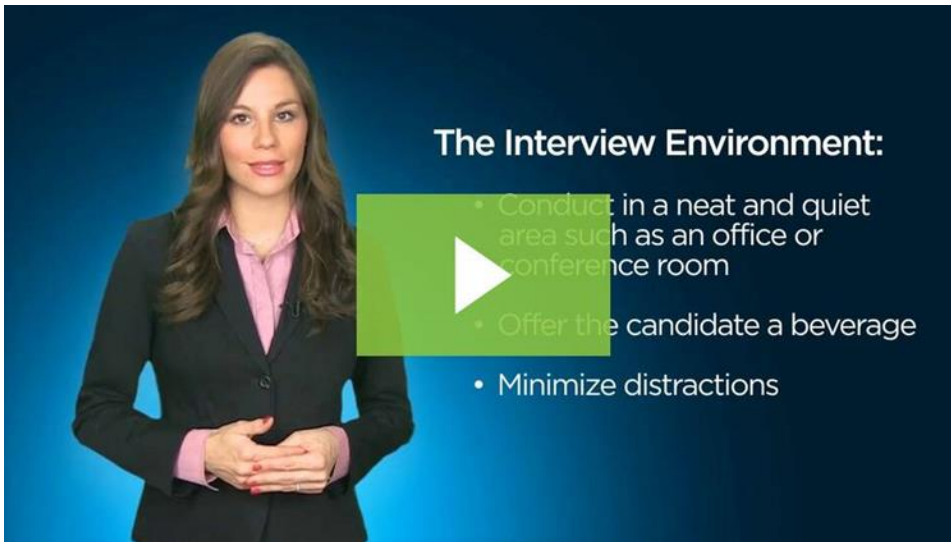 The Interview Environment:
• Conduct in a neat and quiet
area such as an office or
conference room
• Offer the candidate a beverage
• Minimize distractions